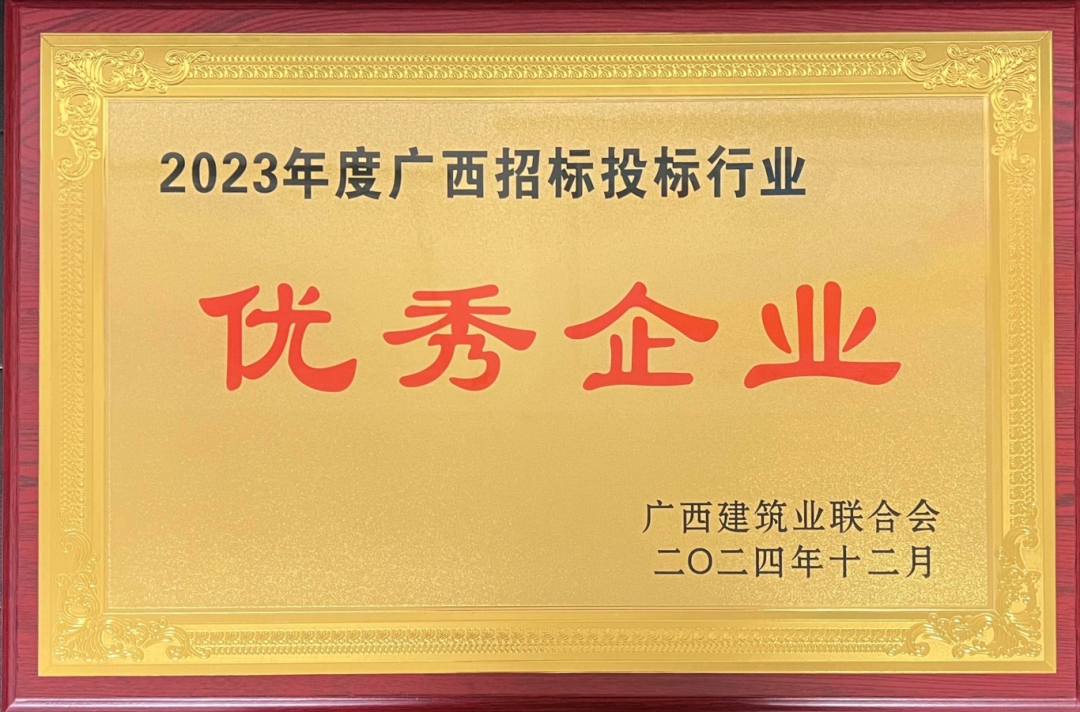 2023年度广西招标投标行业
优秀企业
广西建筑业联合会
二〇二四年十二月